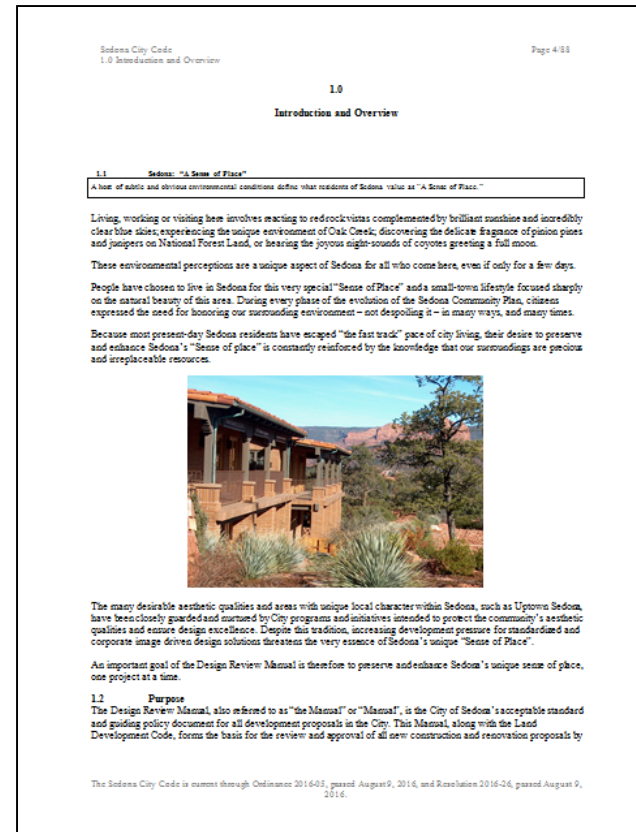 Sedona City Code Page 4/88
1.0 Introduction and Overview
1.0
Introduction and Overview
1.1 Sedona: "A Sense of Place"
A host of subtle and obvious environmental conditions define what residents of Sedona value as "A Sense of Place."
Living, working or visiting here involves reacting to red rock vistas complemented by brilliant sunshine and incredibly
clear blue skies; experiencing the unique environment of Oak Creek; discovering the delicate fragrance of pinion pines
and junipers on National Forest Land, or hearing the joyous night-sounds of coyotes greeting a full moon.
These environmental perceptions are a unique aspect of Sedona for all who come here, even if only for a few days.
People have chosen to live in Sedona for this very special "Sense of Place" and a small-town lifestyle focused sharply
on the natural beauty of this area. During every phase of the evolution of the Sedona Community Plan, citizens
expressed the need for honoring our surrounding environment – not despoiling it – in many ways, and many times.
Because most present-day Sedona residents have escaped "the fast track" pace of city living, their desire to preserve
and enhance Sedona's "Sense of place" is constantly reinforced by the knowledge that our surroundings are precious
and irreplaceable resources.
The many desirable aesthetic qualities and areas with unique local character within Sedona, such as Uptown Sedona,
have been closely guarded and nurtured by City programs and initiatives intended to protect the community's aesthetic
qualities and ensure design excellence. Despite this tradition, increasing development pressure for standardized and
corporate image driven design solutions threatens the very essence of Sedona's unique "Sense of Place".
An important goal of the Design Review Manual is therefore to preserve and enhance Sedona's unique sense of place,
one project at a time.
1.2 Purpose
The Design Review Manual, also referred to as "the Manual" or "Manual", is the City of Sedona's acceptable standard
and guiding policy document for all development proposals in the City. This Manual, along with the Land
Development Code, forms the basis for the review and approval of all new construction and renovation proposals by
The Sedona City Code is current through Ordinance 2016-05, passed August 9, 2016, and Resolution 2016-26, passed August 9,
2016.